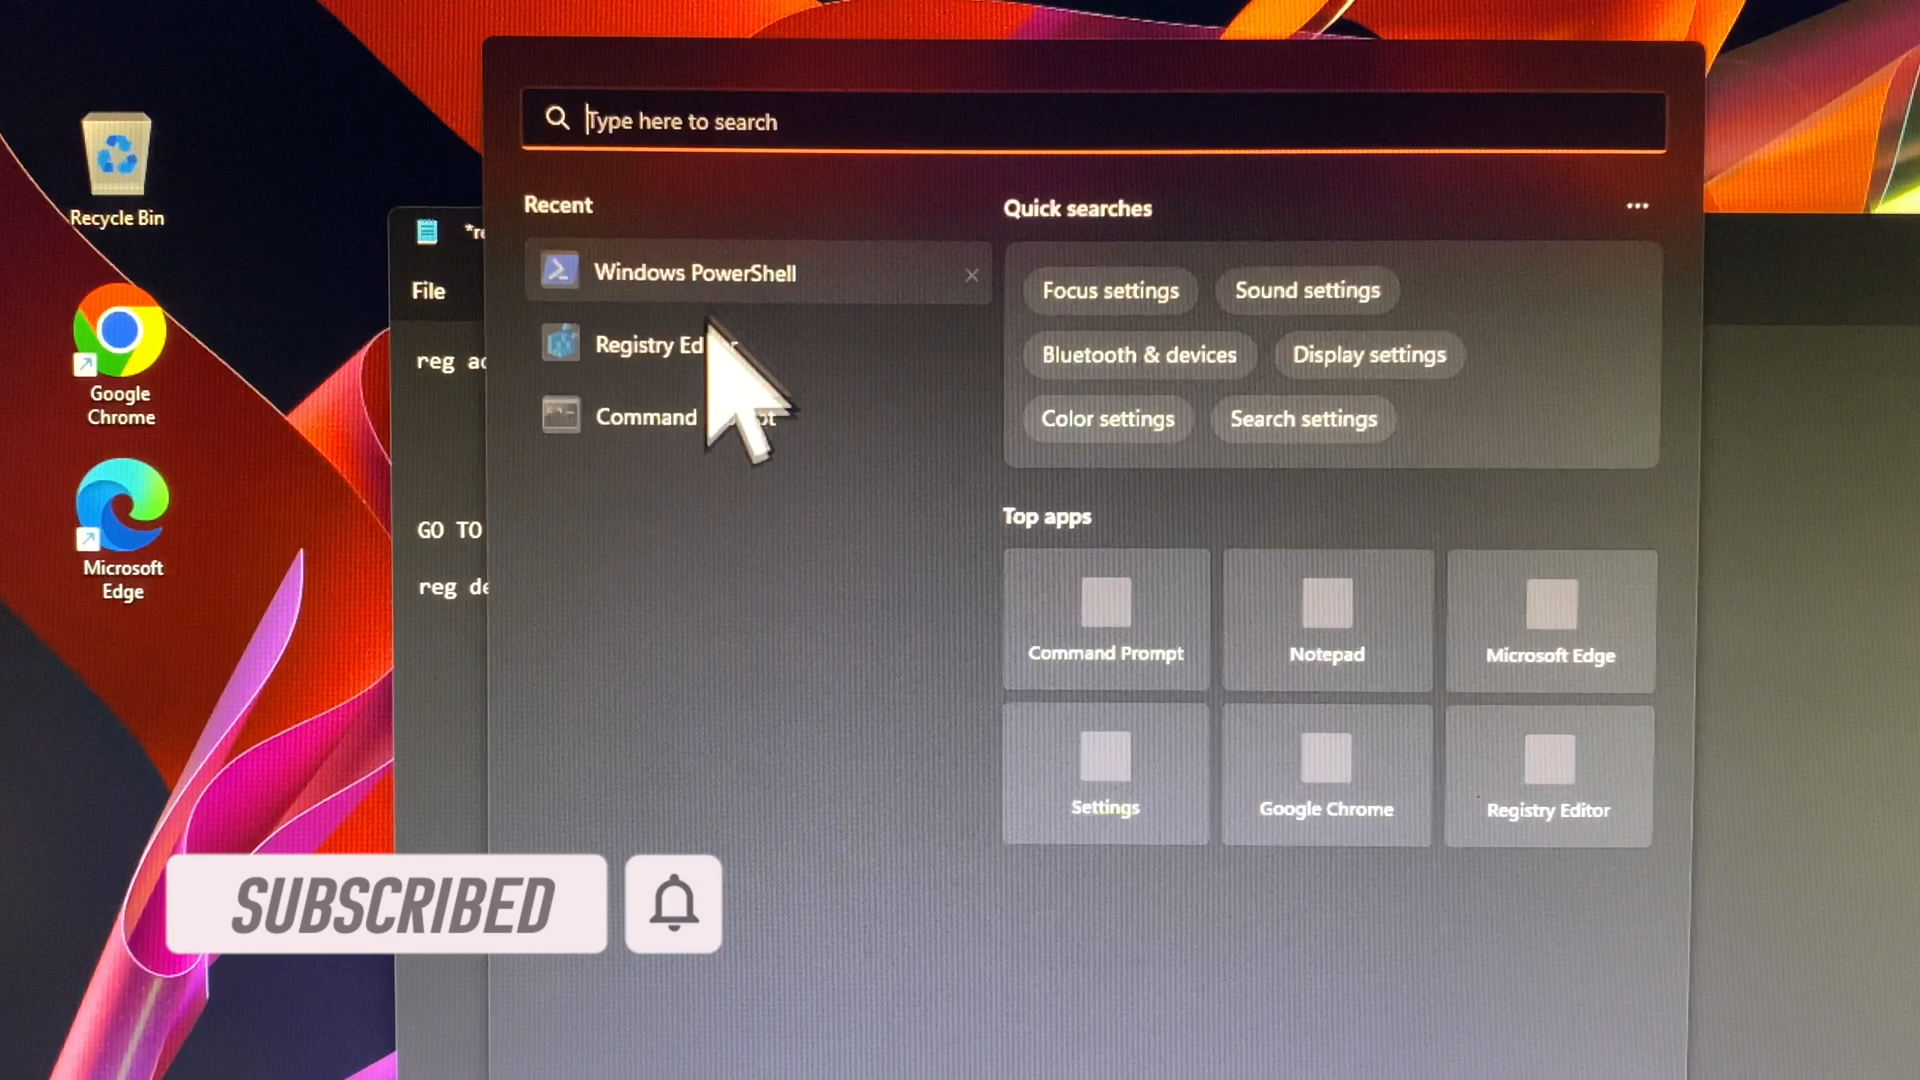 Type here to search
Recent
Quick searches
Recycle Bin
Windows PowerShell
File
Focus settings
Sound settings
Registry
Bluetooth & devices
Display settings
reg
Google
Chrome
Command
Color settings
Search settings
Top apps
GO TO
Microsoft
Edge
reg
Command Prompt
Notepad
Microsoft Edge
Settings
Google Chrome
Registry Editor
SUBSCRIBED